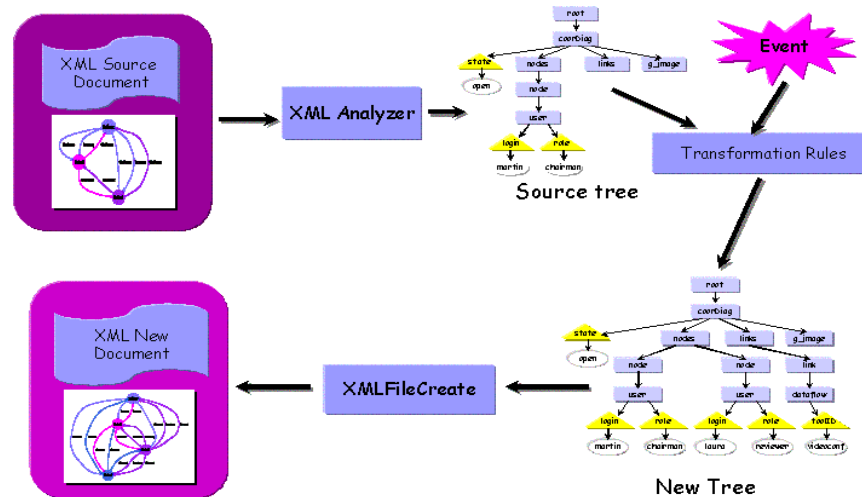 XML Source
Document
XML Analyzer
root
coorDiag
state
nodes
links
g_image
open
node
user
login
role
martin
chairman
Source tree
Event
Transformation Rules
root
coorDiag
state
nodes
links
g_image
open
node
node
link
user
user
dataflow
login
role
login
role
toolID
martin
chairman
laura
reviewer
videoconf
New Tree
XMLFileCreate
XML New
Document